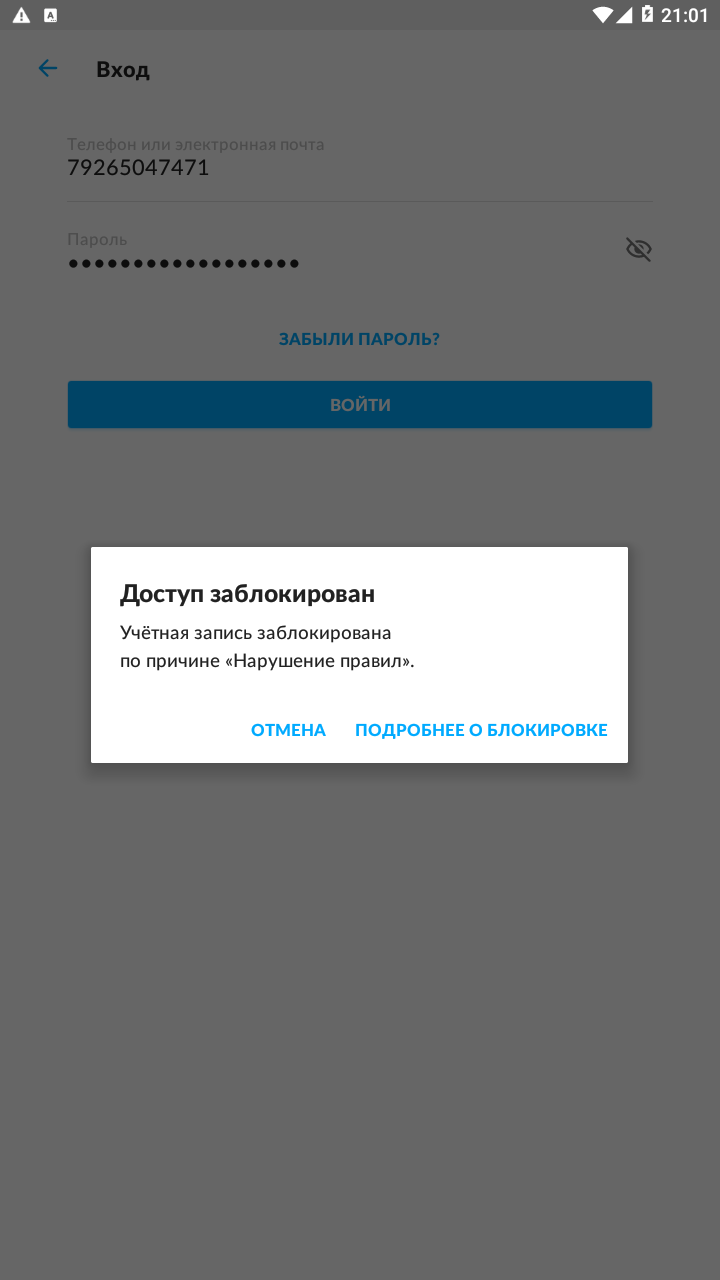 21:01
Вход
Телефон или электронная почта
79265047471
Пароль
••••••••••••••••••
ЗАБЫЛИ ПАРОЛЬ?
ВОЙТИ
Доступ заблокирован
Учётная запись заблокирована
по причине «Нарушение правил».
ОТМЕНА ПОДРОБНЕЕ О БЛОКИРОВКЕ